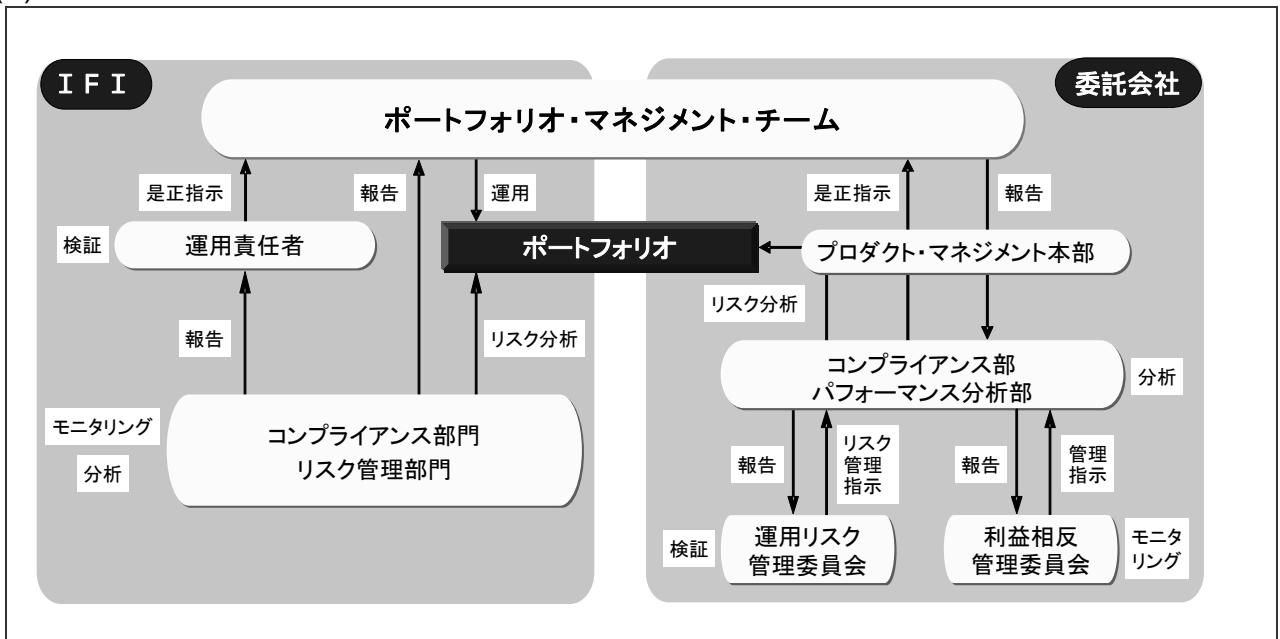 ＩＦＩ
委託会社
ポートフォリオ・マネジメント・チーム
是正指示
報告
運用
是正指示
報告
検証
運用責任者
ポートフォリオ
プロダクト・マネジメント本部
報告
リスク分析
リスク分析
コンプライアンス部
パフォーマンス分析部
分析
モニタリング
分析
コンプライアンス部門
リスク管理部門
報告
リスク
管理
指示
報告
管理
指示
検証
運用リスク
管理委員会
利益相反
管理委員会
モニタ
リング